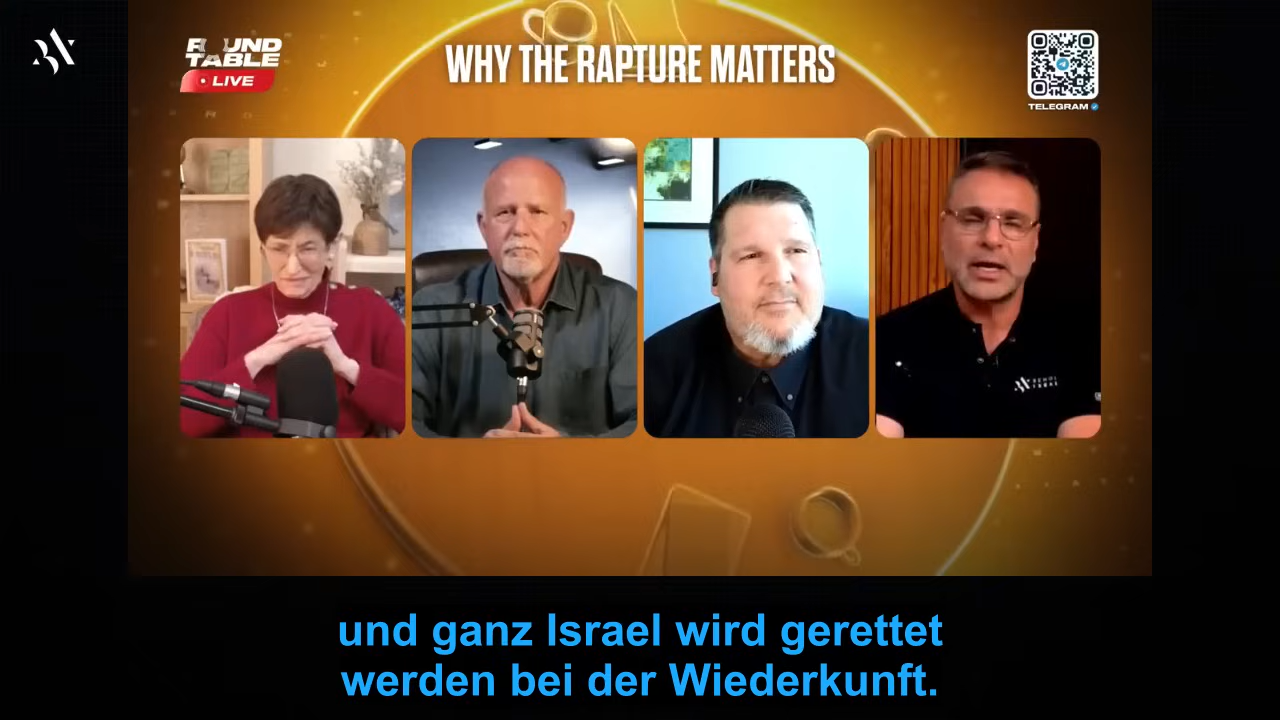 ROUND
TABLE
LIVE
WHY THE RAPTURE MATTERS
TELEGRAM
und ganz Israel wird gerettet
werden bei der Wiederkunft.